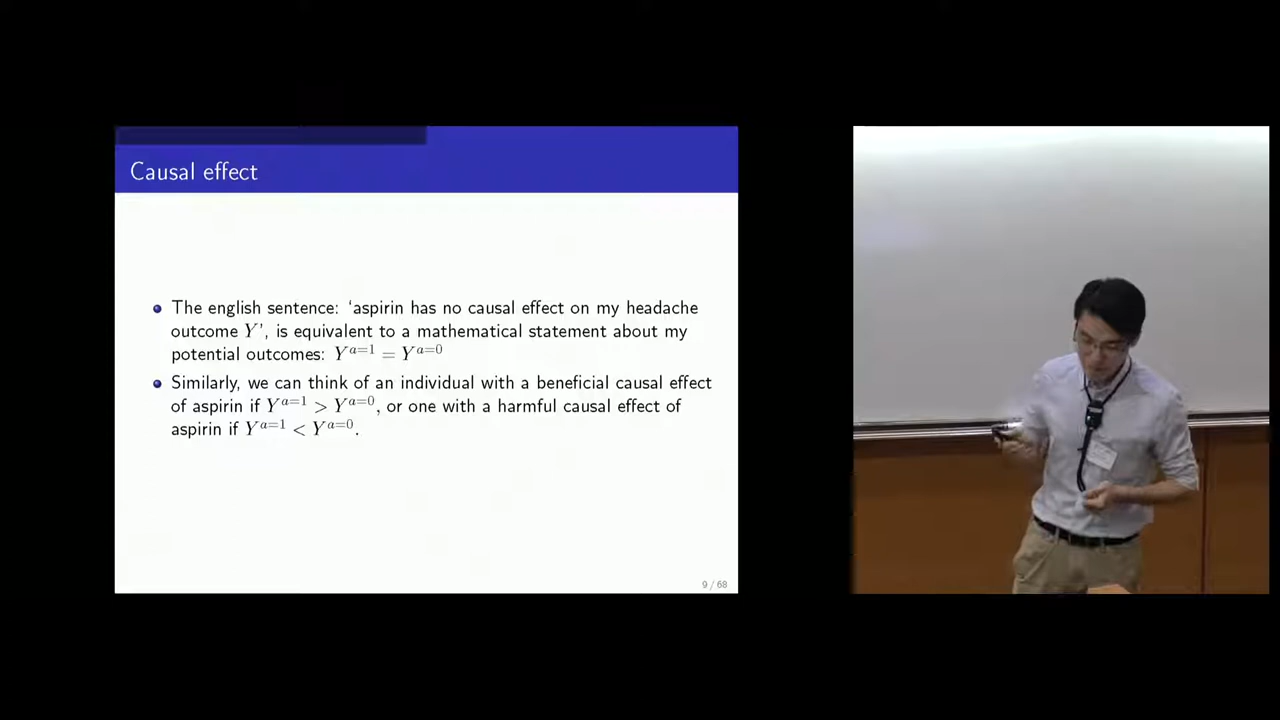 Causal effect
The english sentence: ‘aspirin has no causal effect on my headache
outcome Y’, is equivalent to a mathematical statement about my
potential outcomes: Y^{a=1} = Y^{a=0}
Similarly, we can think of an individual with a beneficial causal effect
of aspirin if Y^{a=1} > Y^{a=0}, or one with a harmful causal effect of
aspirin if Y^{a=1} < Y^{a=0}.
9 / 68